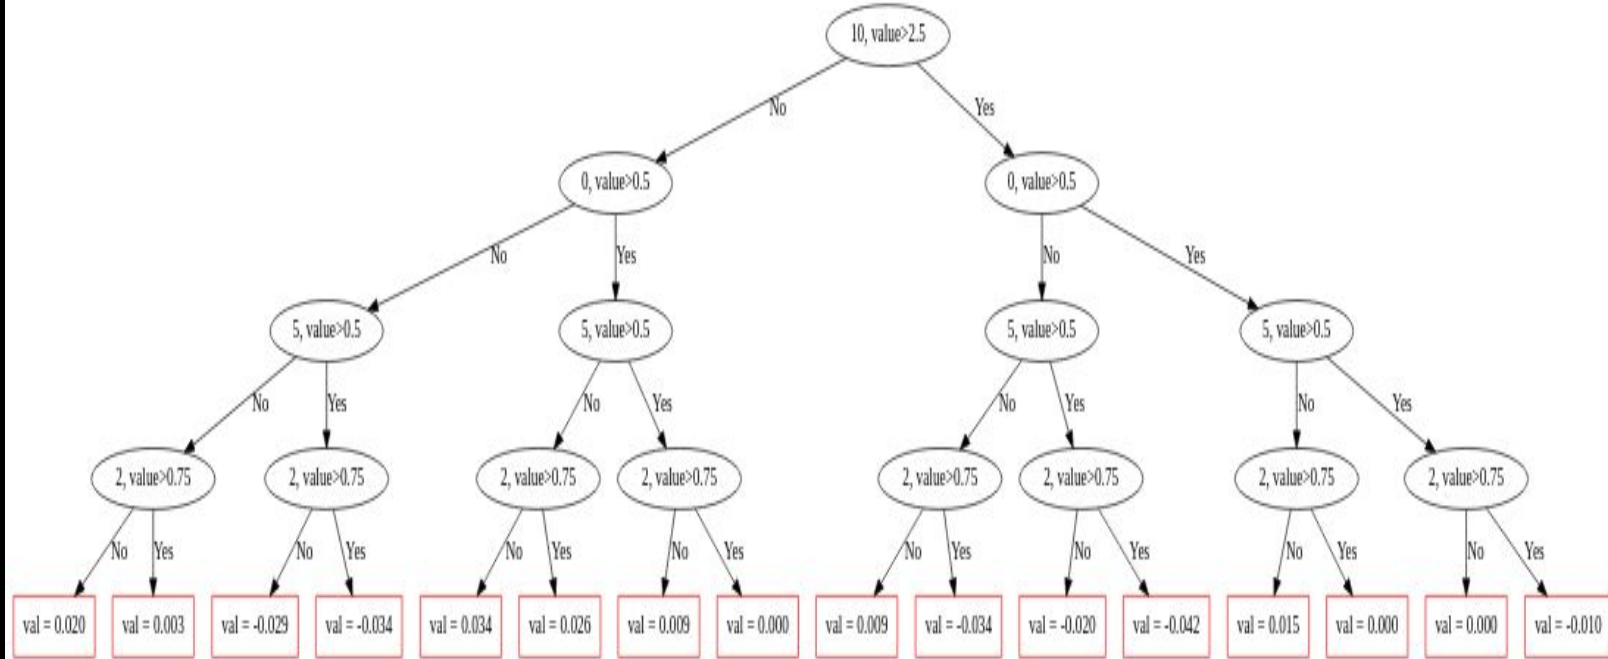 10, value>2.5
No
Yes
0, value>0.5
0, value>0.5
No
Yes
No
Yes
5, value>0.5
5, value>0.5
5, value>0.5
5, value>0.5
No
Yes
No
Yes
No
Yes
No
Yes
2, value>0.75
2, value>0.75
2, value>0.75
2, value>0.75
2, value>0.75
2, value>0.75
2, value>0.75
2, value>0.75
No
Yes
No
Yes
No
Yes
No
Yes
No
Yes
No
Yes
No
Yes
No
Yes
val = 0.020
val = 0.003
val = -0.029
val = -0.034
val = 0.034
val = 0.026
val = 0.009
val = 0.000
val = 0.009
val = -0.034
val = -0.020
val = -0.042
val = 0.015
val = 0.000
val = 0.000
val = -0.010